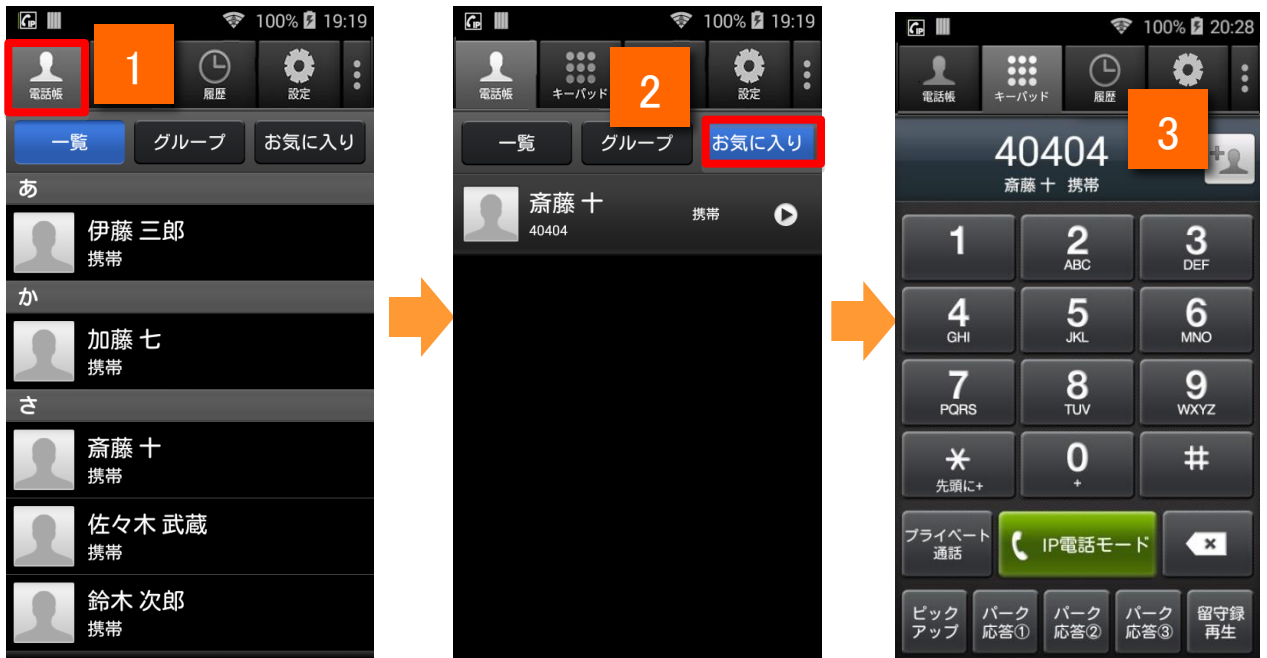 IP 100% 19:19
電話帳
1
履歴
設定
一覧
グループ
お気に入り
あ
伊藤 三郎
携帯
か
加藤 七
携帯
さ
斎藤 十
携帯
佐々木 武蔵
携帯
鈴木 次郎
携帯
IP 100% 19:19
電話帳
キーパッド
2
設定
一覧
グループ
お気に入り
斎藤 十
40404
携帯
IP 100% 20:28
電話帳
キーパッド
履歴
3
40404
斎藤 十 携帯
1
2
ABC
3
DEF
4
GHI
5
JKL
6
MNO
7
PQRS
8
TUV
9
WXYZ
*
先頭に+
0
+
#
プライベート
通話
IP電話モード
ピック
アップ
パーク
応答①
パーク
応答②
パーク
応答③
留守録
再生